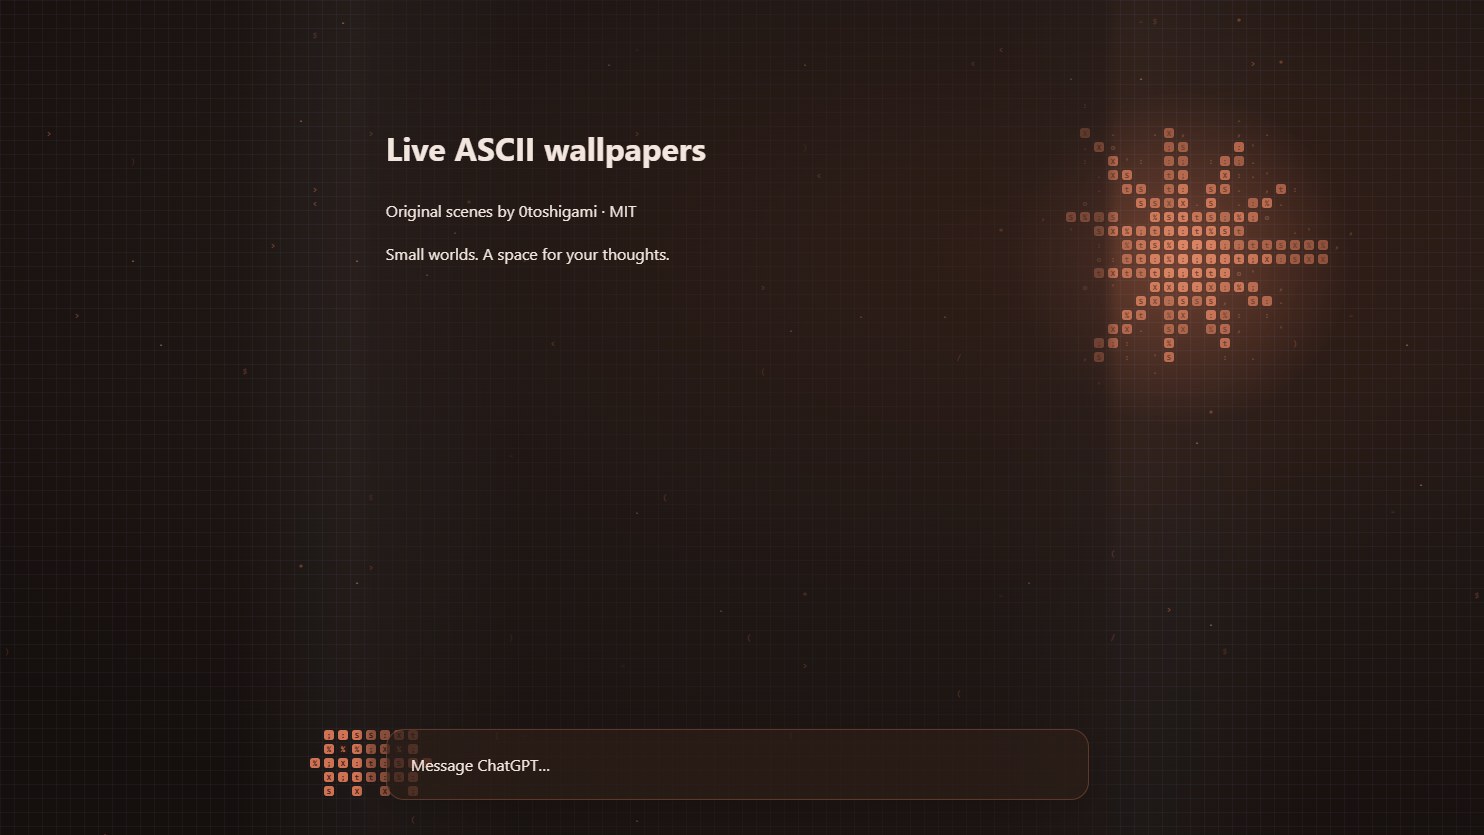 Live ASCII wallpapers
Original scenes by 0toshigami · MIT
Small worlds. A space for your thoughts.
Message ChatGPT...